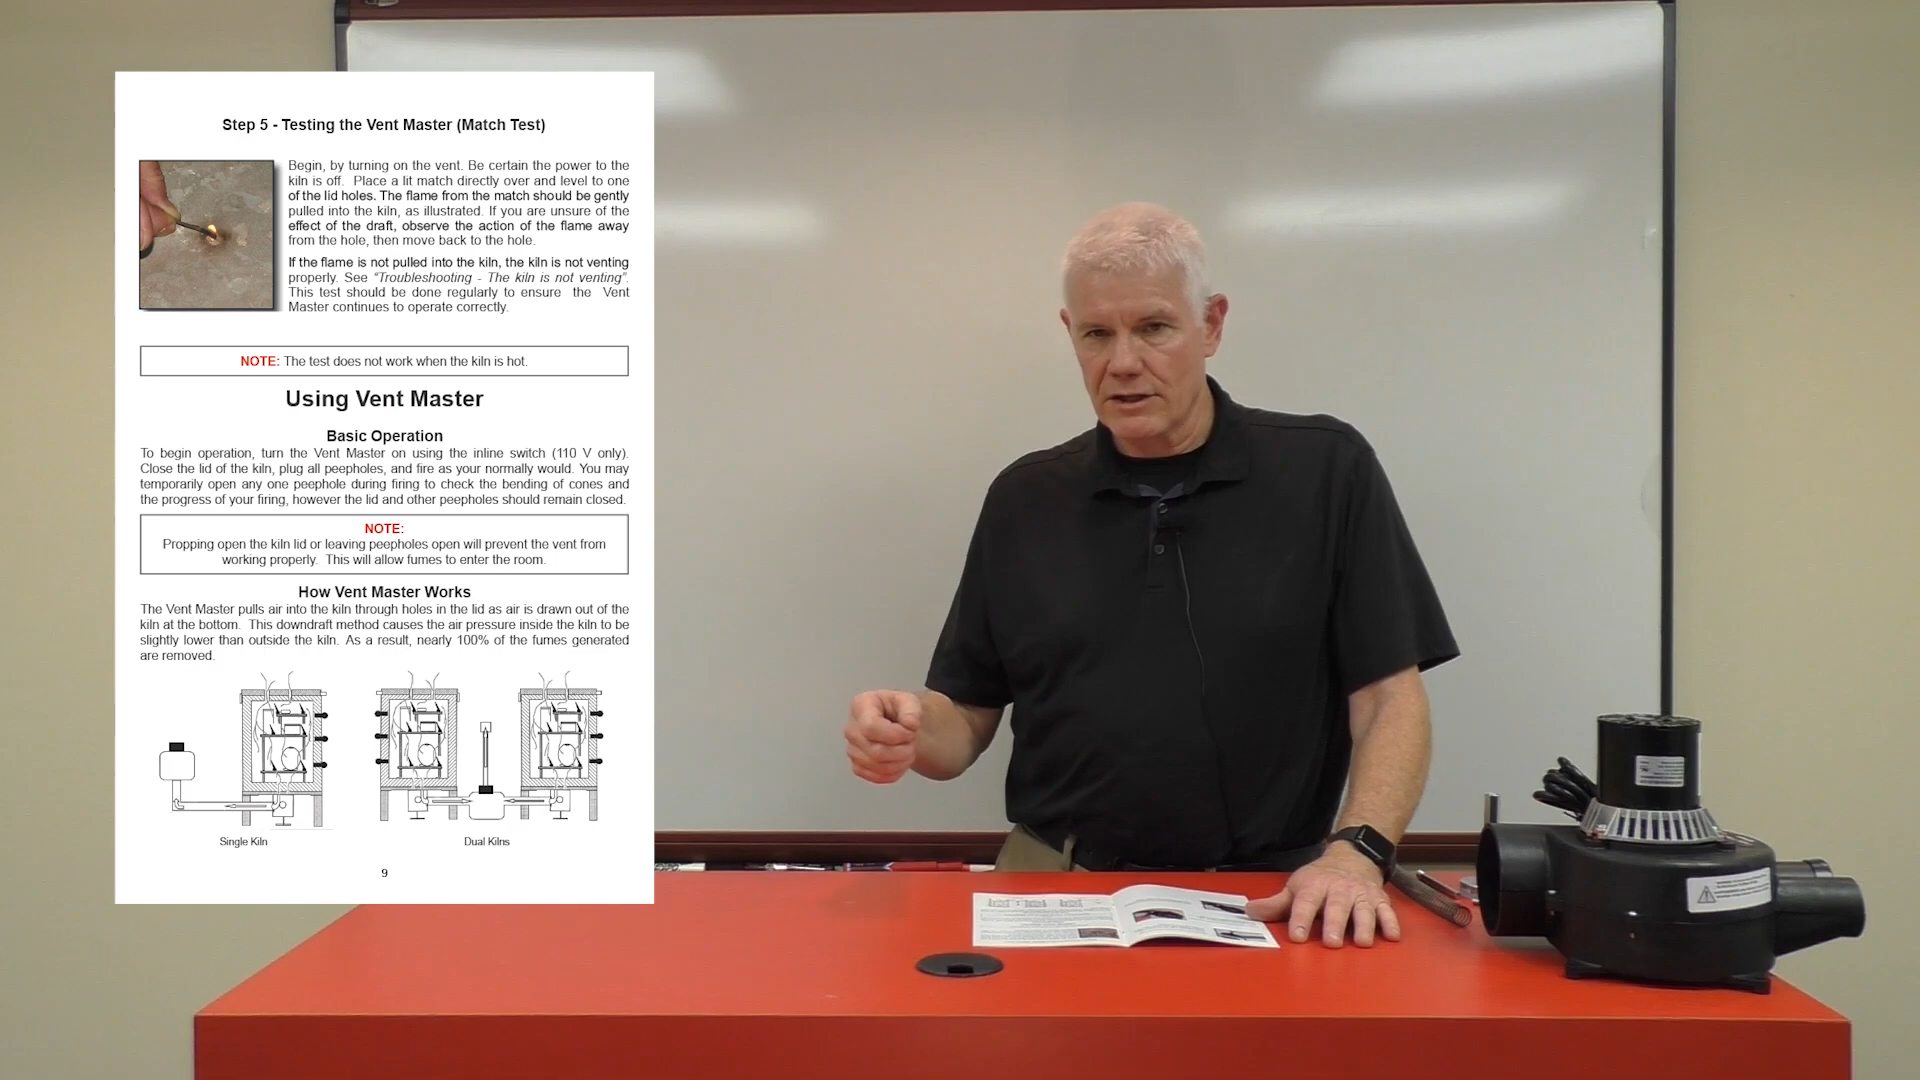 Step 5 - Testing the Vent Master (Match Test)
Begin, by turning on the vent. Be certain the power to the
kiln is off. Place a lit match directly over and level to one
of the lid holes. The flame from the match should be gently
pulled into the kiln, as illustrated. If you are unsure of the
effect of the draft, observe the action of the flame away
from the hole, then move back to the hole.
If the flame is not pulled into the kiln, the kiln is not venting
properly. See “Troubleshooting - The kiln is not venting”.
This test should be done regularly to ensure the Vent
Master continues to operate correctly.
NOTE: The test does not work when the kiln is hot.
Using Vent Master
Basic Operation
To begin operation, turn the Vent Master on using the inline switch (110 V only).
Close the lid of the kiln, plug all peepholes, and fire as your normally would. You may
temporarily open any one peephole during firing to check the bending of cones and
the progress of your firing, however the lid and other peepholes should remain closed.
NOTE:
Propping open the kiln lid or leaving peepholes open will prevent the vent from
working properly. This will allow fumes to enter the room.
How Vent Master Works
The Vent Master pulls air into the kiln through holes in the lid as air is drawn out of the
kiln at the bottom. This downdraft method causes the air pressure inside the kiln to be
slightly lower than outside the kiln. As a result, nearly 100% of the fumes generated
are removed.
Single Kiln
Dual Kilns
9